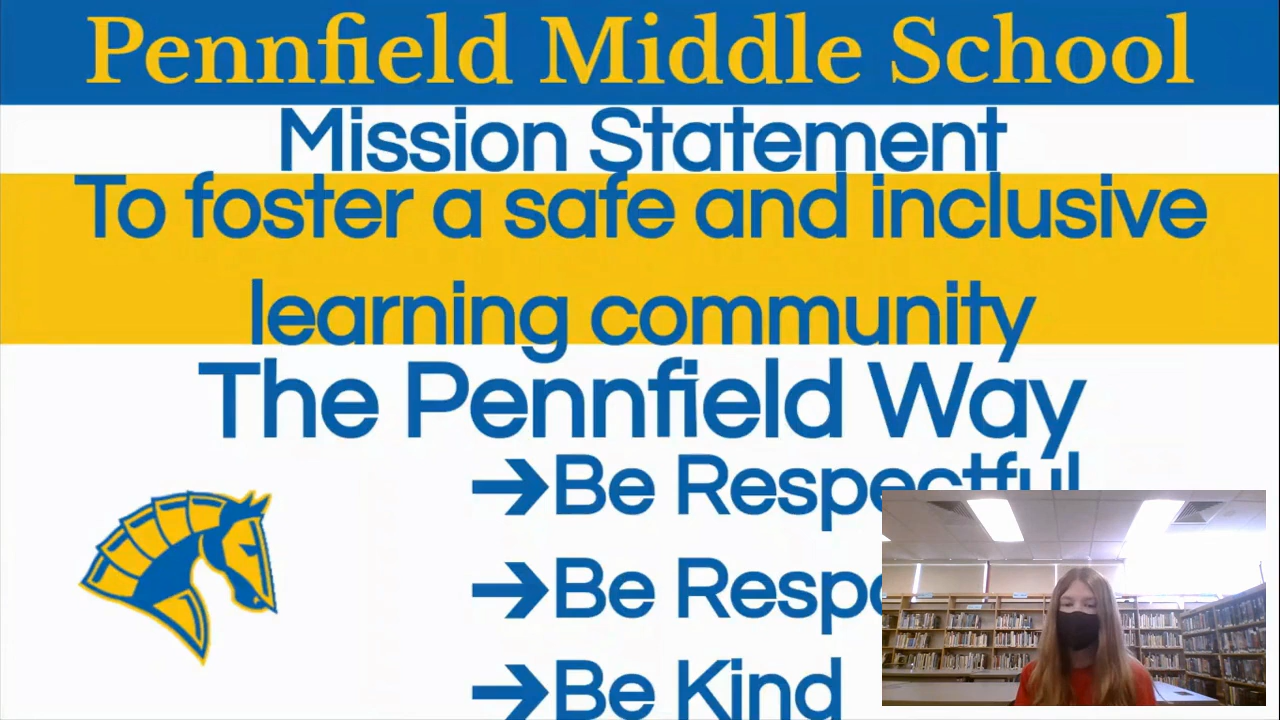 Pennfield Middle School
Mission Statement
To foster a safe and inclusive
learning community
The Pennfield Way
→Be Respectful
→Be
→Be Kind